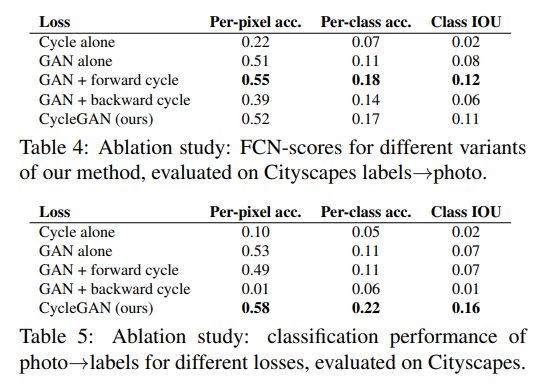 Loss Per-pixel acc. Per-class acc. Class IOU
Cycle alone 0.22 0.07 0.02
GAN alone 0.51 0.11 0.08
GAN + forward cycle 0.55 0.18 0.12
GAN + backward cycle 0.39 0.14 0.06
CycleGAN (ours) 0.52 0.17 0.11
Table 4: Ablation study: FCN-scores for different variants
of our method, evaluated on Cityscapes labels→photo.
Loss Per-pixel acc. Per-class acc. Class IOU
Cycle alone 0.10 0.05 0.02
GAN alone 0.53 0.11 0.07
GAN + forward cycle 0.49 0.11 0.07
GAN + backward cycle 0.01 0.06 0.01
CycleGAN (ours) 0.58 0.22 0.16
Table 5: Ablation study: classification performance of
photo→labels for different losses, evaluated on Cityscapes.